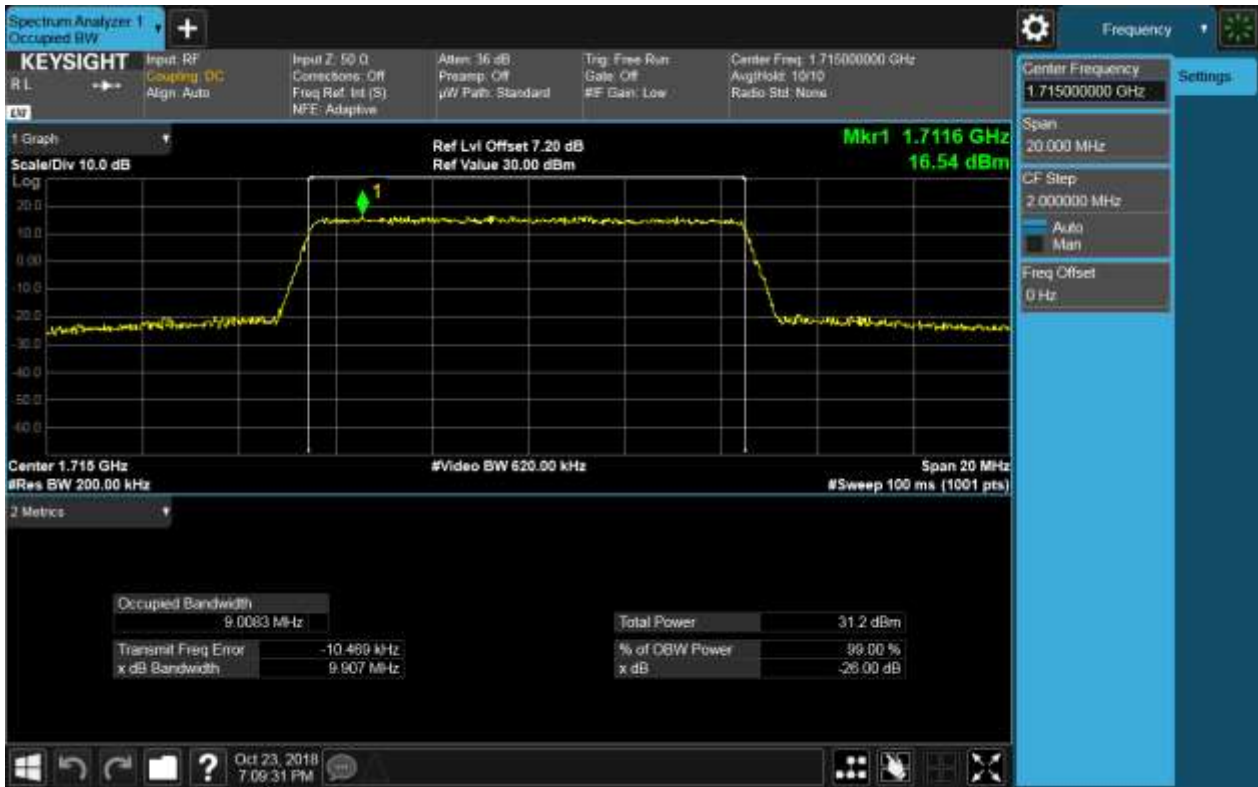 Spectrum Analyzer 1
Occupied BW
Frequency
KEYSIGHT
R L
Input: RF
Coupling: DC
Align: Auto
Input Z: 50 Ω
Corrections: Off
Freq Ref: Int (S)
NFE: Adaptive
Atten: 36 dB
Preamp: Off
µW Path: Standard
Trig: Free Run
Gate: Off
#IF Gain: Low
Center Freq: 1.715000000 GHz
Avg|Hold: 10/10
Radio Std: None
Center Frequency
1.715000000 GHz
Settings
Span
20.000 MHz
CF Step
2.000000 MHz
Auto
Man
Freq Offset
0 Hz
1 Graph
Scale/Div 10.0 dB
Ref Lvl Offset 7.20 dB
Ref Value 30.00 dBm
Mkr1 1.7116 GHz
16.54 dBm
Log
20.0
10.0
0.00
-10.0
-20.0
-30.0
-40.0
-50.0
-60.0
1
Center 1.715 GHz
#Res BW 200.00 kHz
#Video BW 620.00 kHz
Span 20 MHz
#Sweep 100 ms (1001 pts)
2 Metrics
Occupied Bandwidth
9.0083 MHz
Transmit Freq Error -10.469 kHz
x dB Bandwidth 9.907 MHz
Total Power 31.2 dBm
% of OBW Power 99.00 %
x dB -26.00 dB
?
Oct 23, 2018
7:09:31 PM